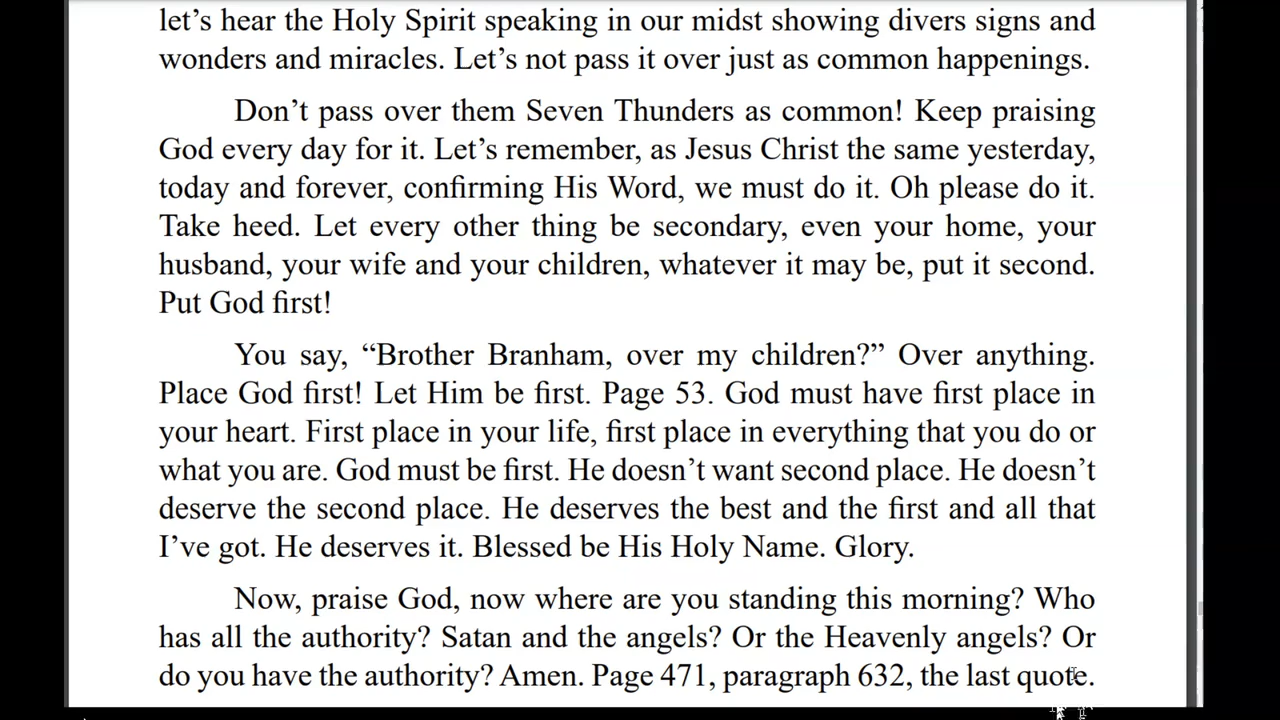 let’s hear the Holy Spirit speaking in our midst showing divers signs and
wonders and miracles. Let’s not pass it over just as common happenings.
Don’t pass over them Seven Thunders as common! Keep praising
God every day for it. Let’s remember, as Jesus Christ the same yesterday,
today and forever, confirming His Word, we must do it. Oh please do it.
Take heed. Let every other thing be secondary, even your home, your
husband, your wife and your children, whatever it may be, put it second.
Put God first!
You say, “Brother Branham, over my children?” Over anything.
Place God first! Let Him be first. Page 53. God must have first place in
your heart. First place in your life, first place in everything that you do or
what you are. God must be first. He doesn’t want second place. He doesn’t
deserve the second place. He deserves the best and the first and all that
I’ve got. He deserves it. Blessed be His Holy Name. Glory.
Now, praise God, now where are you standing this morning? Who
has all the authority? Satan and the angels? Or the Heavenly angels? Or
do you have the authority? Amen. Page 471, paragraph 632, the last quote.